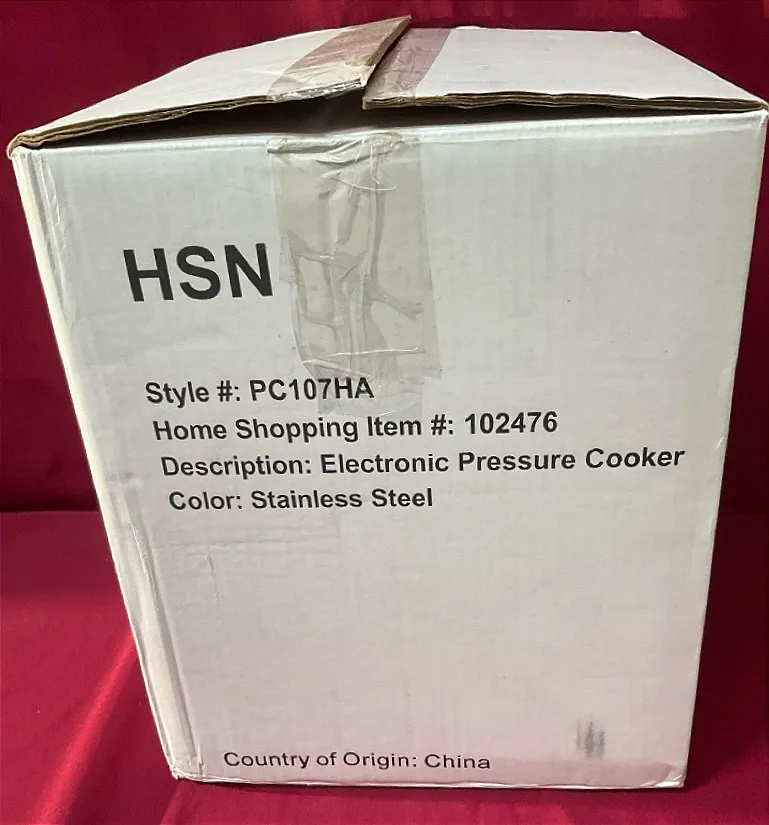 HSN
Style #: PC107HA
Home Shopping Item #: 102476
Description: Electronic Pressure Cooker
Color: Stainless Steel
Country of Origin: China